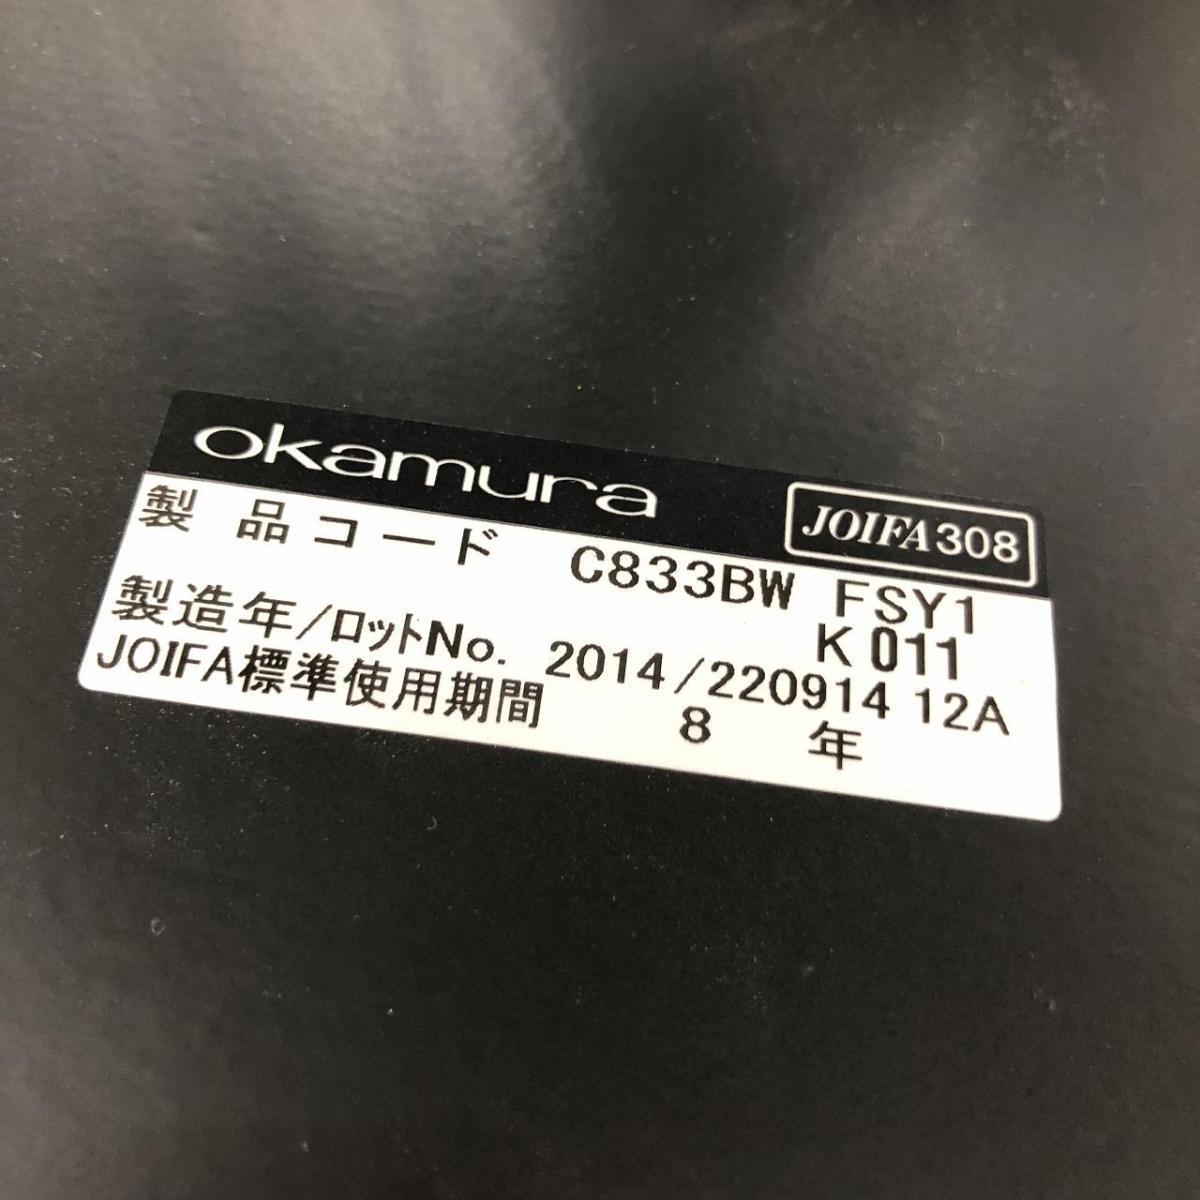 okamura JOIFA308
製品コード C833BW FSY1
K011
製造年/ロットNo. 2014/220914 12A
JOIFA標準使用期間 8 年